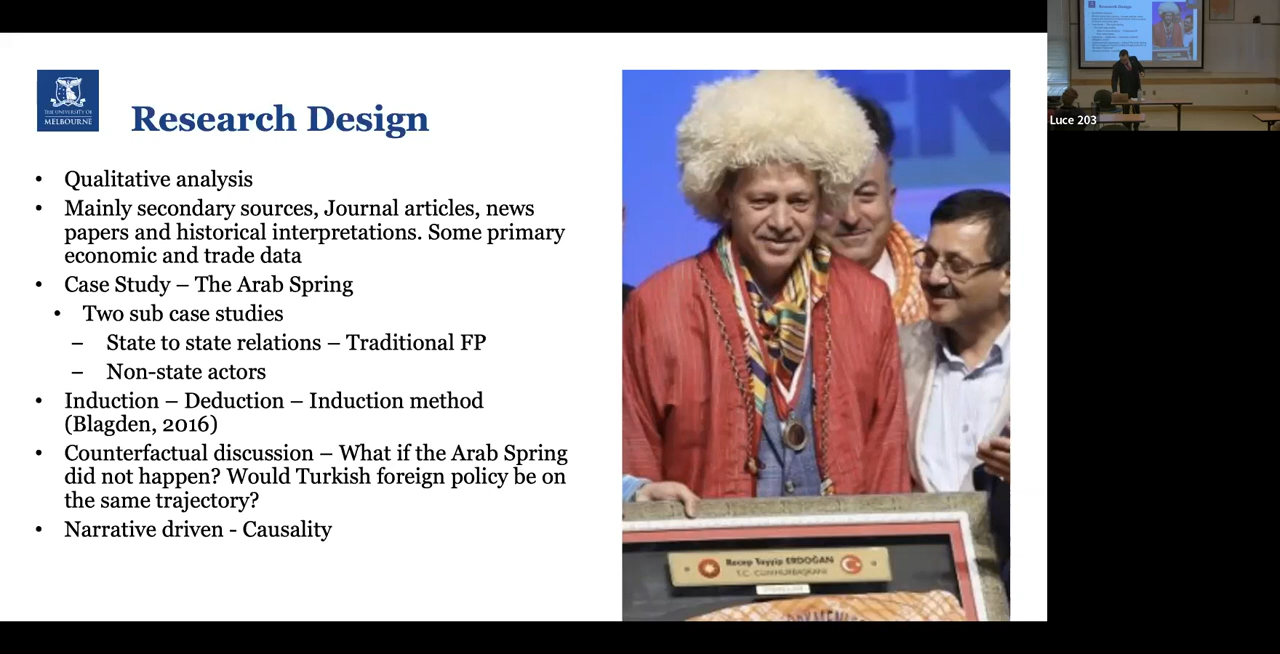 THE UNIVERSITY OF
MELBOURNE
Research Design
• Qualitative analysis
• Mainly secondary sources, Journal articles, news
papers and historical interpretations. Some primary
economic and trade data
• Case Study – The Arab Spring
• Two sub case studies
– State to state relations – Traditional FP
– Non-state actors
• Induction – Deduction – Induction method
(Blagden, 2016)
• Counterfactual discussion – What if the Arab Spring
did not happen? Would Turkish foreign policy be on
the same trajectory?
• Narrative driven - Causality
Recep Tayyip ERDOĞAN
T.C. CUMHURBAŞKANI
Research Design
Luce 203